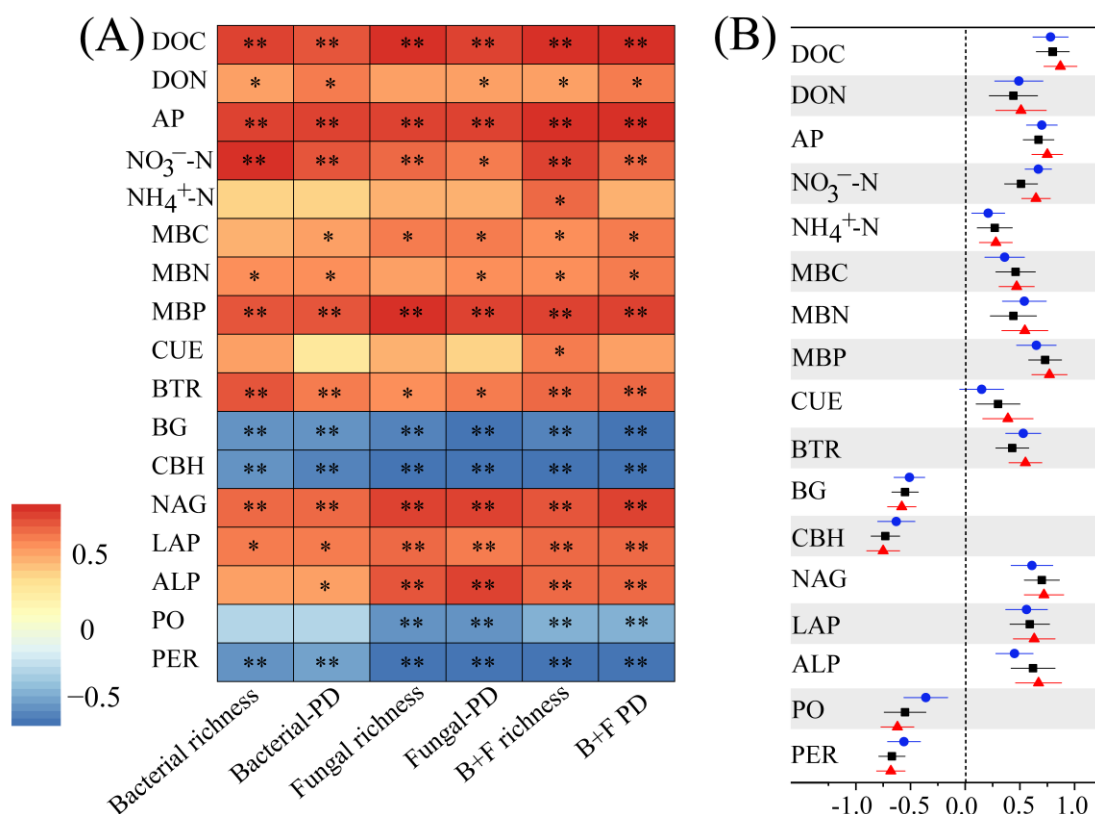 (A)
DOC ** ** ** ** ** **
DON * * * * *
AP ** ** ** ** ** **
NO₃⁻-N ** ** ** * ** **
NH₄⁺-N *
MBC * * * * *
MBN * * * * *
MBP ** ** ** ** ** **
CUE *
BTR ** ** * * ** **
BG ** ** ** ** ** **
CBH ** ** ** ** ** **
NAG ** ** ** ** ** **
LAP * * ** ** ** **
ALP * ** ** ** **
PO ** ** ** **
PER ** ** ** ** ** **
0.5
0
−0.5
Bacterial richness
Bacterial-PD
Fungal richness
Fungal-PD
B+F richness
B+F PD
(B)
DOC
DON
AP
NO₃⁻-N
NH₄⁺-N
MBC
MBN
MBP
CUE
BTR
BG
CBH
NAG
LAP
ALP
PO
PER
-1.0 -0.5 0.0 0.5 1.0